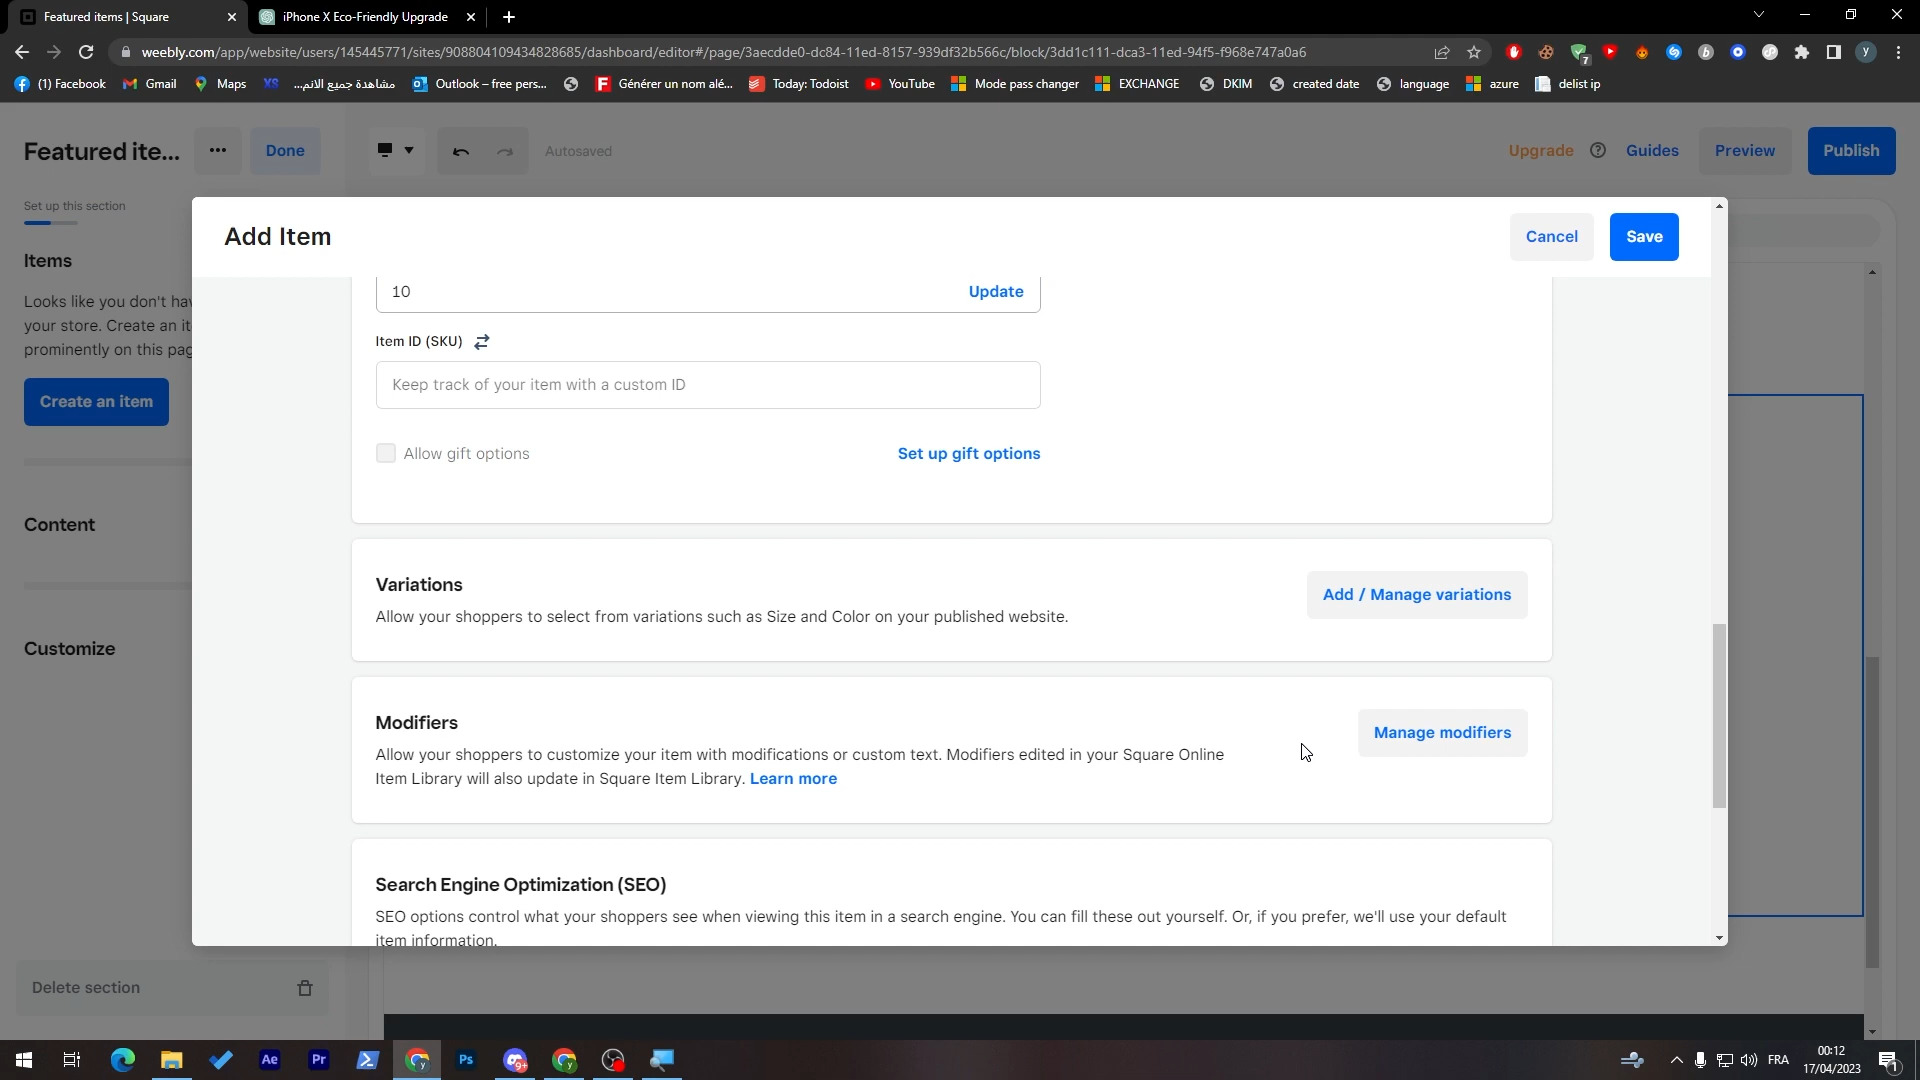 Featured items | Square
iPhone X Eco-Friendly Upgrade
weebly.com/app/website/users/145445771/sites/908804109434828685/dashboard/editor#/page/3aecdde0-dc84-11ed-8157-939df32b566c/block/3dd1c111-dca3-11ed-94f5-f968e747a0a6
7
y
(1) Facebook
Gmail
Maps
XS
مشاهدة جميع الانم...
Outlook – free pers...
Générer un nom alé...
Today: Todoist
YouTube
Mode pass changer
EXCHANGE
DKIM
created date
language
azure
delist ip
Featured ite...
Done
Autosaved
Upgrade
Guides
Preview
Publish
Set up this section
Items
Looks like you don't hav
your store. Create an it
prominently on this pag
Create an item
Content
Customize
Delete section
Add Item
Cancel
Save
10
Update
Item ID (SKU)
Keep track of your item with a custom ID
Allow gift options
Set up gift options
Variations
Allow your shoppers to select from variations such as Size and Color on your published website.
Add / Manage variations
Modifiers
Allow your shoppers to customize your item with modifications or custom text. Modifiers edited in your Square Online
Item Library will also update in Square Item Library. Learn more
Manage modifiers
Search Engine Optimization (SEO)
SEO options control what your shoppers see when viewing this item in a search engine. You can fill these out yourself. Or, if you prefer, we'll use your default
item information.
Ae
Pr
Ps
9+
FRA
00:12
17/04/2023
1